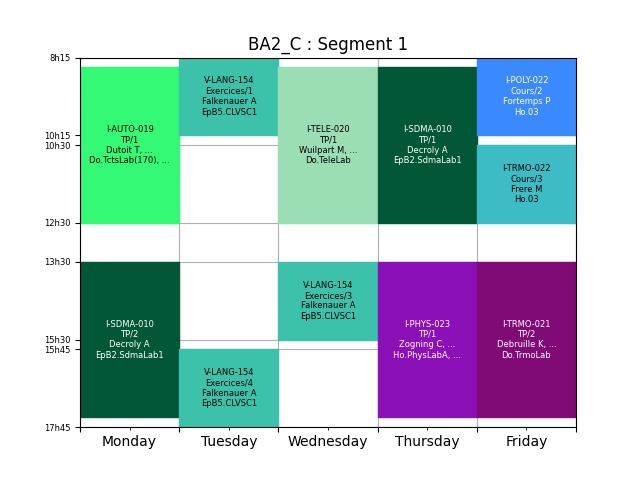 BA2_C : Segment 1
8h15
10h15
10h30
12h30
13h30
15h30
15h45
17h45
I-AUTO-019
TP/1
Dutoit T, ...
Do.TctsLab(170), ...
I-SDMA-010
TP/2
Decroly A
EpB2.SdmaLab1
V-LANG-154
Exercices/1
Falkenauer A
EpB5.CLVSC1
V-LANG-154
Exercices/4
Falkenauer A
EpB5.CLVSC1
I-TELE-020
TP/1
Wuilpart M, ...
Do.TeleLab
V-LANG-154
Exercices/3
Falkenauer A
EpB5.CLVSC1
I-SDMA-010
TP/1
Decroly A
EpB2.SdmaLab1
I-PHYS-023
TP/1
Zogning C, ...
Ho.PhysLabA, ...
I-POLY-022
Cours/2
Fortemps P
Ho.03
I-TRMO-022
Cours/3
Frere M
Ho.03
I-TRMO-021
TP/2
Debruille K, ...
Do.TrmoLab
Monday
Tuesday
Wednesday
Thursday
Friday